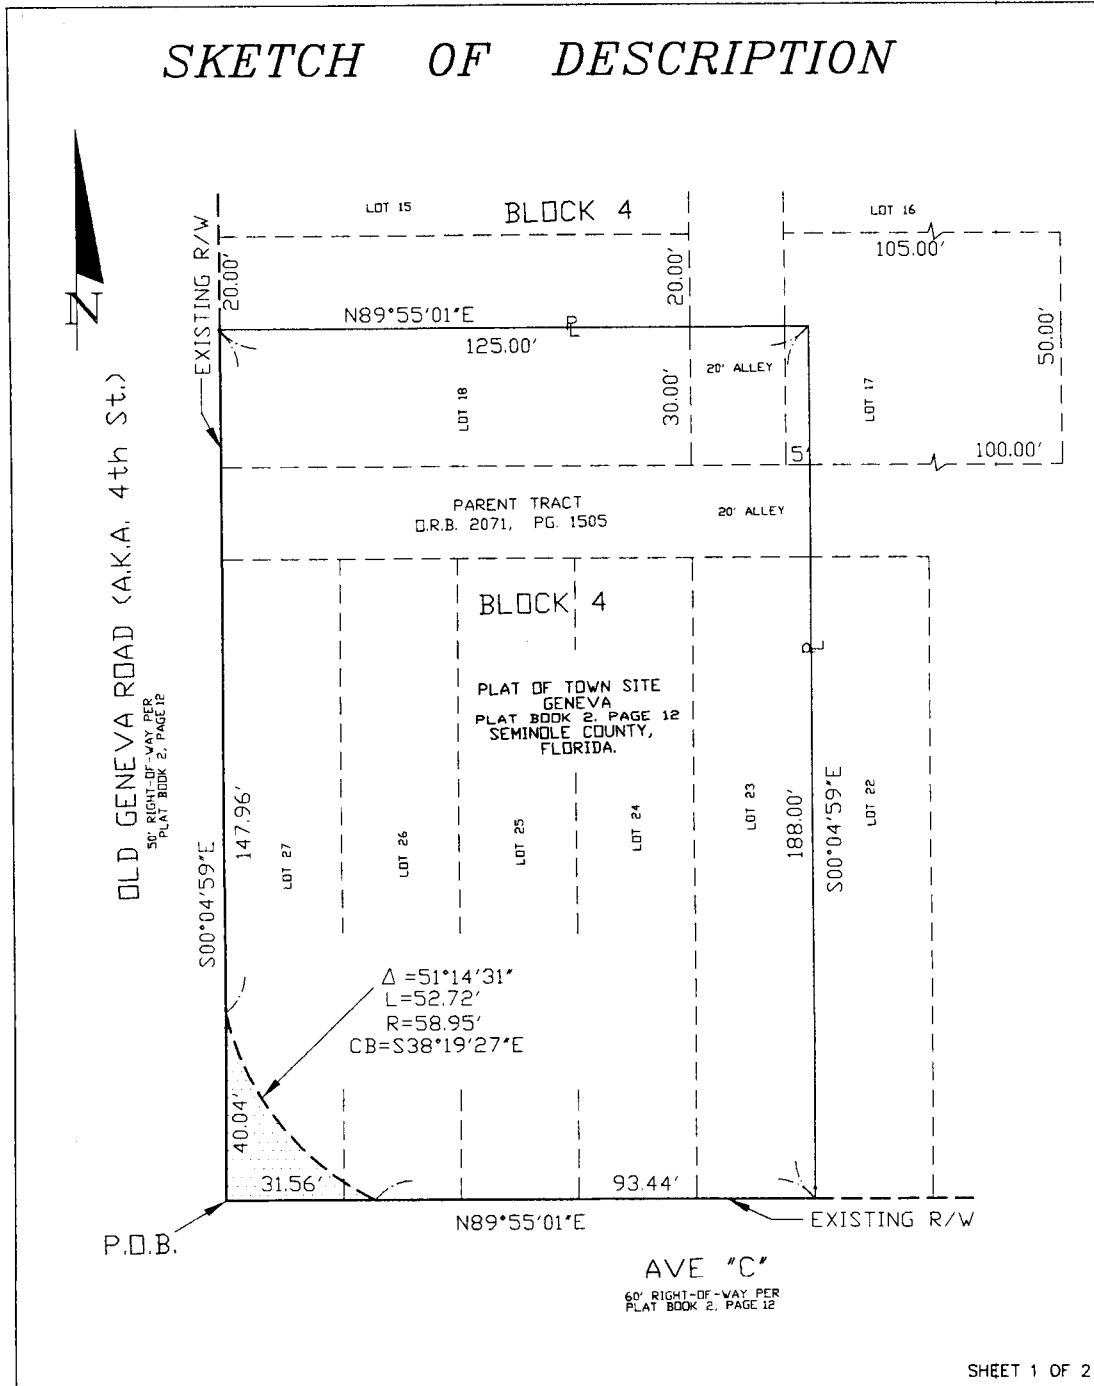 SKETCH OF DESCRIPTION
N
LOT 15
BLOCK 4
LOT 16
EXISTING R/W
20.00'
20.00'
105.00'
N89°55'01"E
PL
125.00'
50.00'
20' ALLEY
LOT 18
30.00'
LOT 17
5'
100.00'
PARENT TRACT
O.R.B. 2071, PG. 1505
20' ALLEY
OLD GENEVA ROAD (A.K.A. 4th St.)
50' RIGHT-OF-WAY PER
PLAT BOOK 2, PAGE 12
BLOCK 4
PL
PLAT OF TOWN SITE
GENEVA
PLAT BOOK 2. PAGE 12
SEMINOLE COUNTY,
FLORIDA.
S00°04'59"E
147.96'
LOT 27
LOT 26
LOT 25
LOT 24
LOT 23
188.00'
S00°04'59"E
LOT 22
Δ =51°14'31"
L=52.72'
R=58.95'
CB=S38°19'27"E
40.04'
31.56'
93.44'
N89°55'01"E
EXISTING R/W
P.O.B.
AVE "C"
60' RIGHT-OF-WAY PER
PLAT BOOK 2, PAGE 12
SHEET 1 OF 2